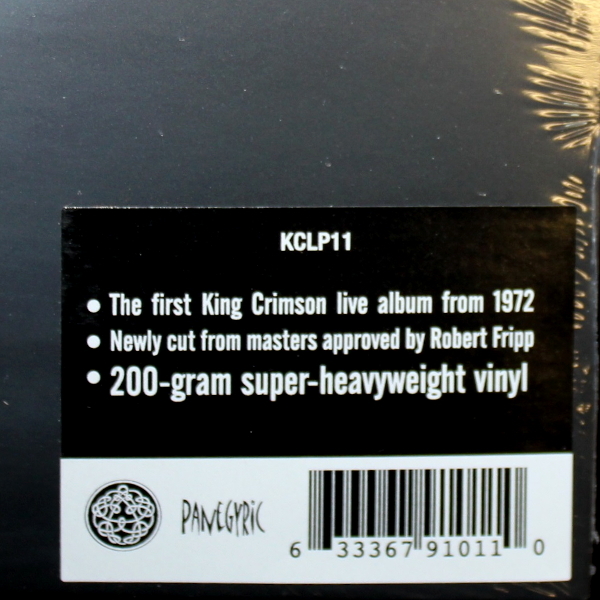 KCLP11
• The first King Crimson live album from 1972
• Newly cut from masters approved by Robert Fripp
• 200-gram super-heavyweight vinyl
PANEGYRIC
6 33367 91011 0